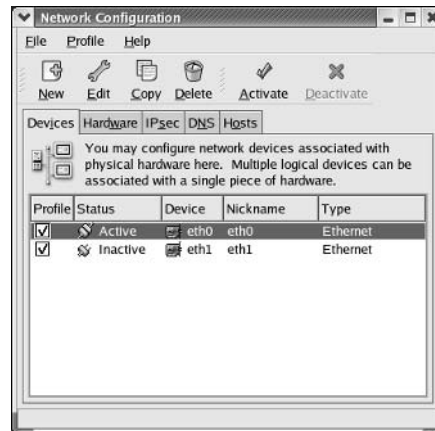 Network Configuration
File Profile Help
New Edit Copy Delete Activate Deactivate
Devices Hardware IPsec DNS Hosts
You may configure network devices associated with
physical hardware here. Multiple logical devices can be
associated with a single piece of hardware.
Profile Status Device Nickname Type
Active eth0 eth0 Ethernet
Inactive eth1 eth1 Ethernet